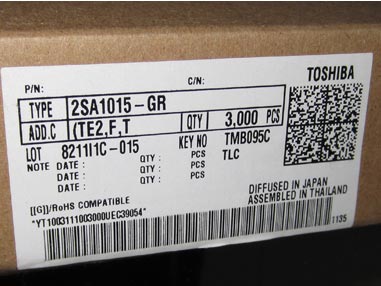 TOSHIBA
P/N: C/N:
TYPE 2SA1015-GR
ADD.C (TE2,F,T QTY 3,000 PCS
LOT 8211I1C-015 KEY NO TMB095C
NOTE DATE: QTY: PCS TLC
DATE: QTY: PCS
DATE: QTY: PCS
DIFFUSED IN JAPAN
[[G]]/RoHS COMPATIBLE ASSEMBLED IN THAILAND
*YT1003111003000UEC39054*
1135